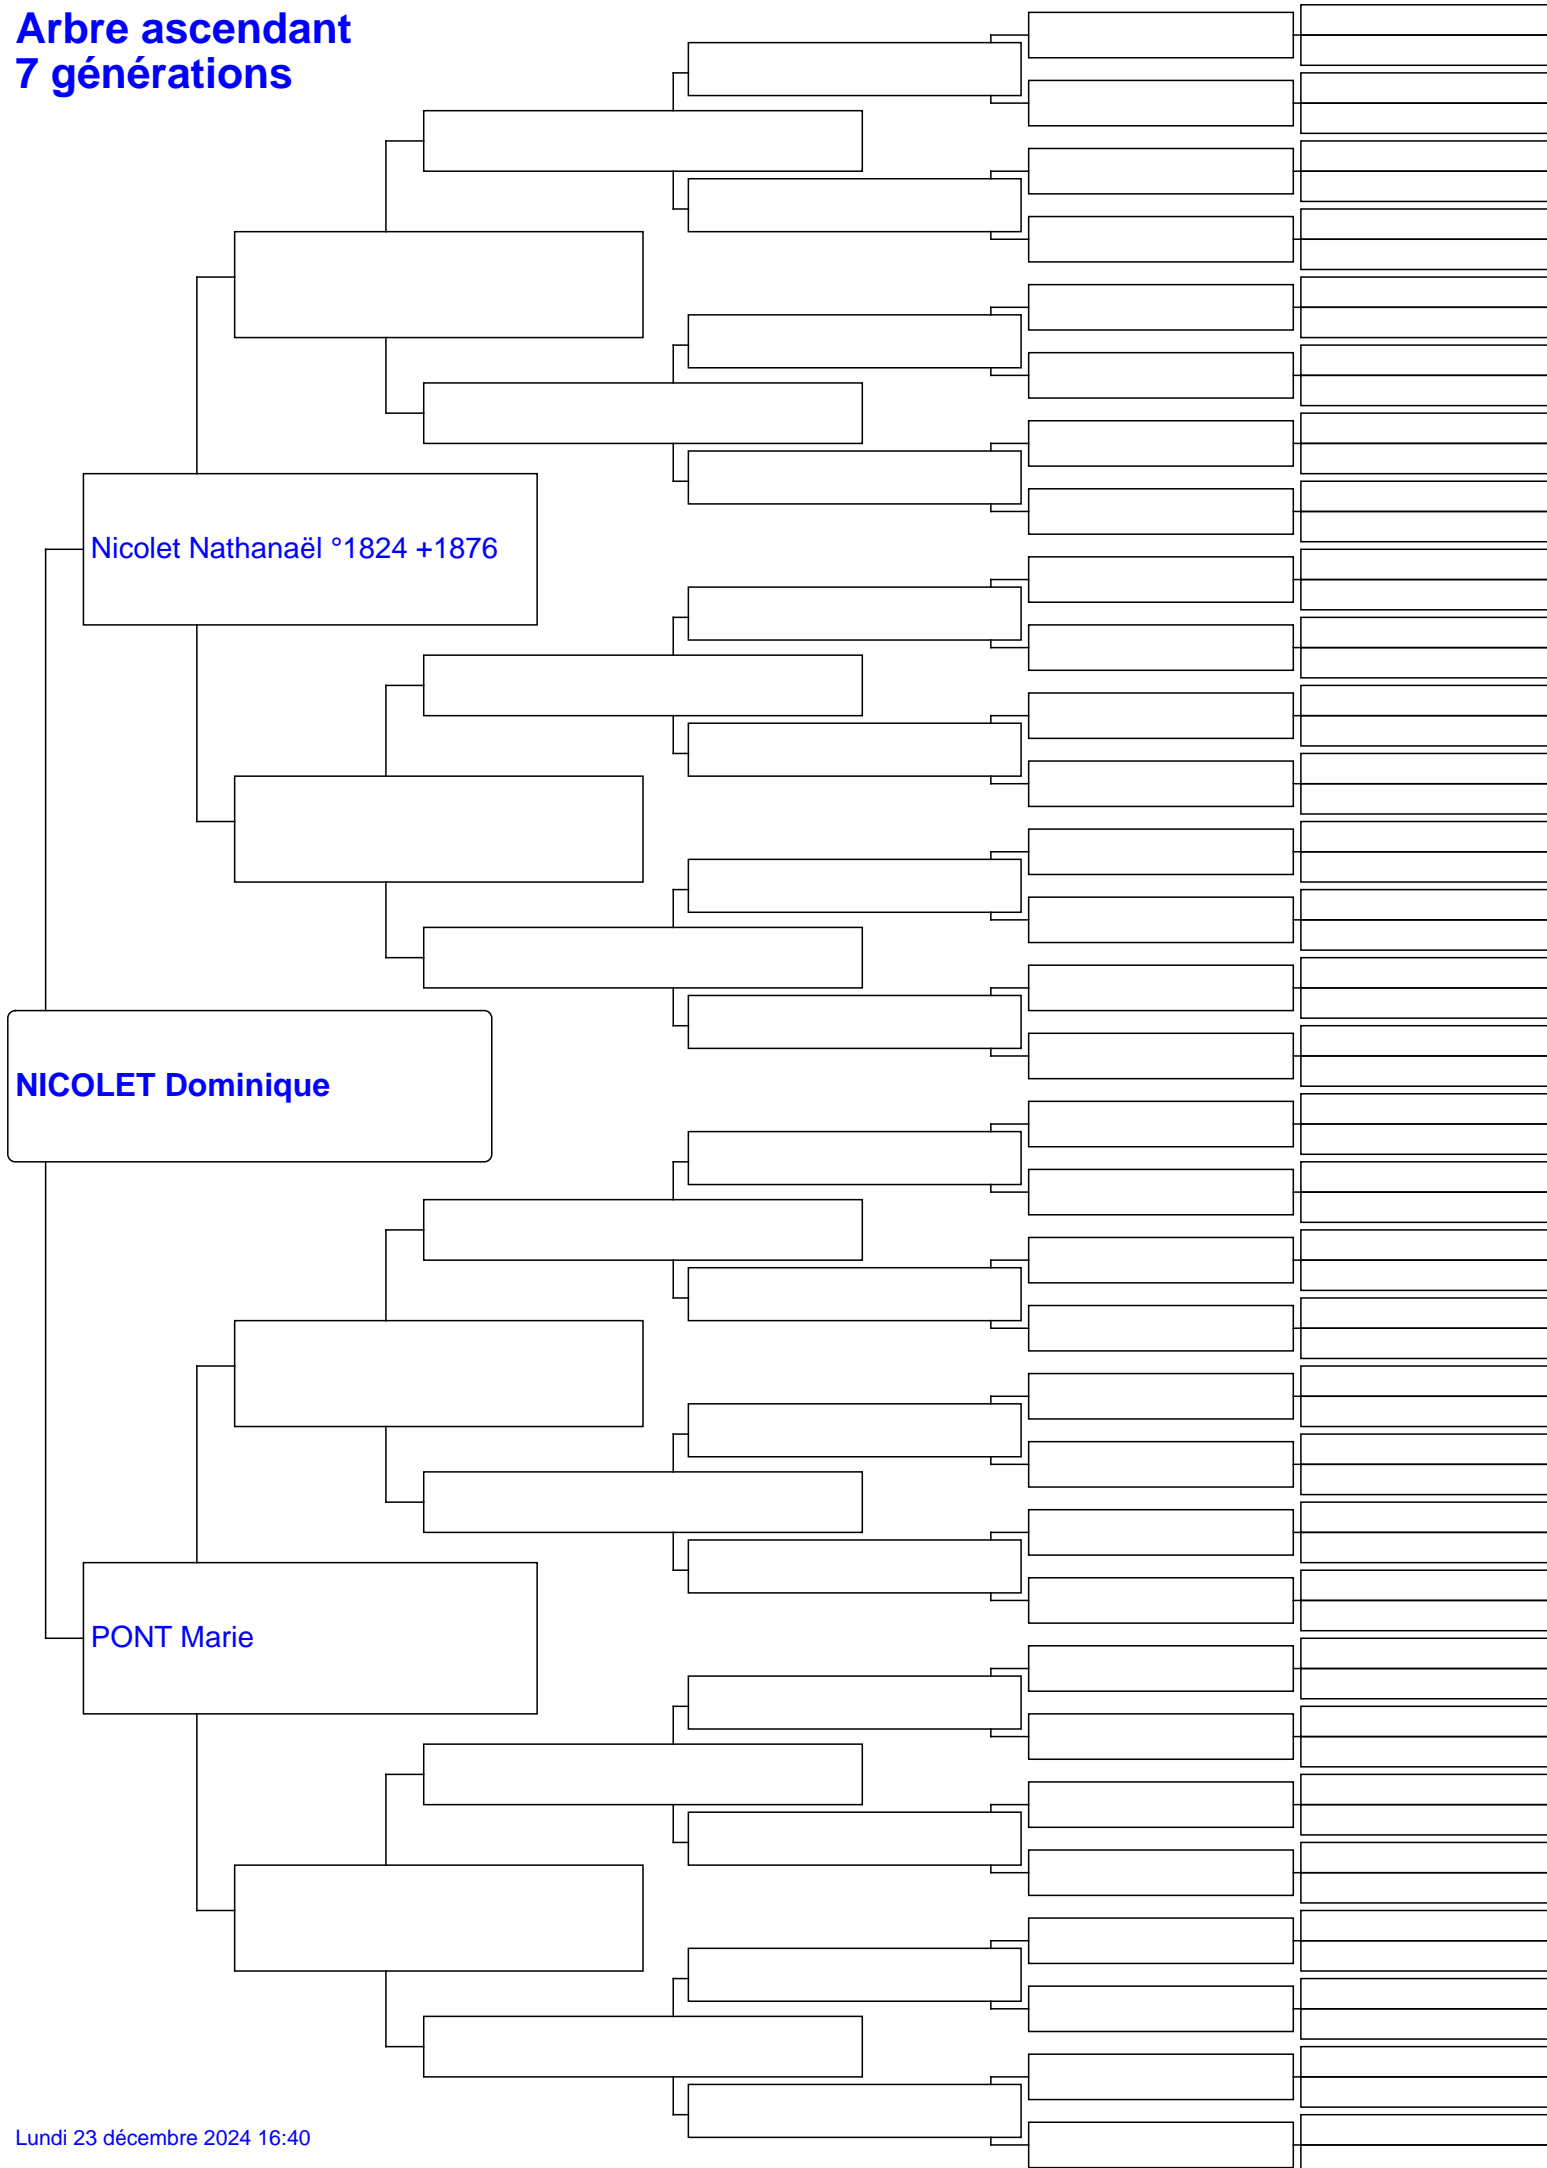 Arbre ascendant
7 générations
Nicolet Nathanaël °1824 +1876
NICOLET Dominique
PONT Marie
Lundi 23 décembre 2024 16:40